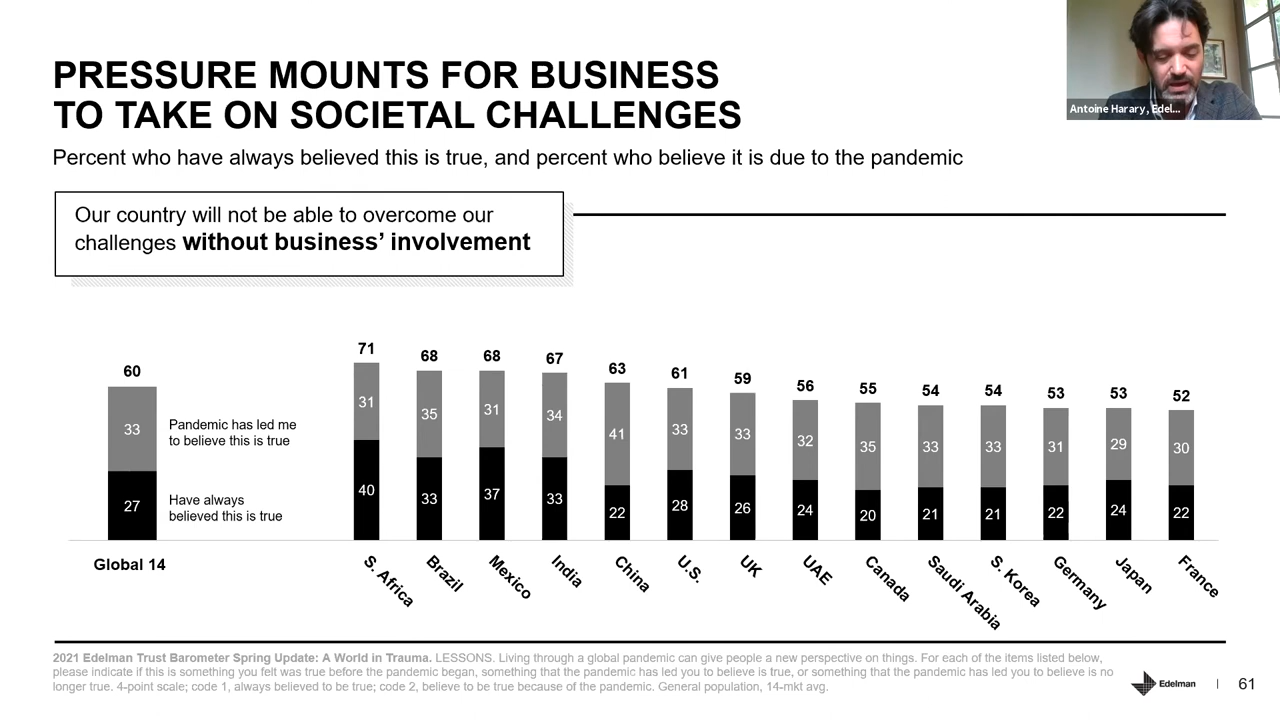 PRESSURE MOUNTS FOR BUSINESS
TO TAKE ON SOCIETAL CHALLENGES
Antoine Harary, Edel...
Percent who have always believed this is true, and percent who believe it is due to the pandemic
Our country will not be able to overcome our
challenges without business’ involvement
60
33
27
Pandemic has led me
to believe this is true
Have always
believed this is true
71 68 68 67 63 61 59 56 55 54 54 53 53 52
31 35 31 34 41 33 33 32 35 33 33 31 29 30
40 33 37 33 22 28 26 24 20 21 21 22 24 22
Global 14
S. Africa
Brazil
Mexico
India
China
U.S.
UK
UAE
Canada
Saudi Arabia
S. Korea
Germany
Japan
France
2021 Edelman Trust Barometer Spring Update: A World in Trauma. LESSONS. Living through a global pandemic can give people a new perspective on things. For each of the items listed below,
please indicate if this is something you felt was true before the pandemic began, something that the pandemic has led you to believe is true, or something that the pandemic has led you to believe is no
longer true. 4-point scale; code 1, always believed to be true; code 2, believe to be true because of the pandemic. General population, 14-mkt avg.
Edelman
61